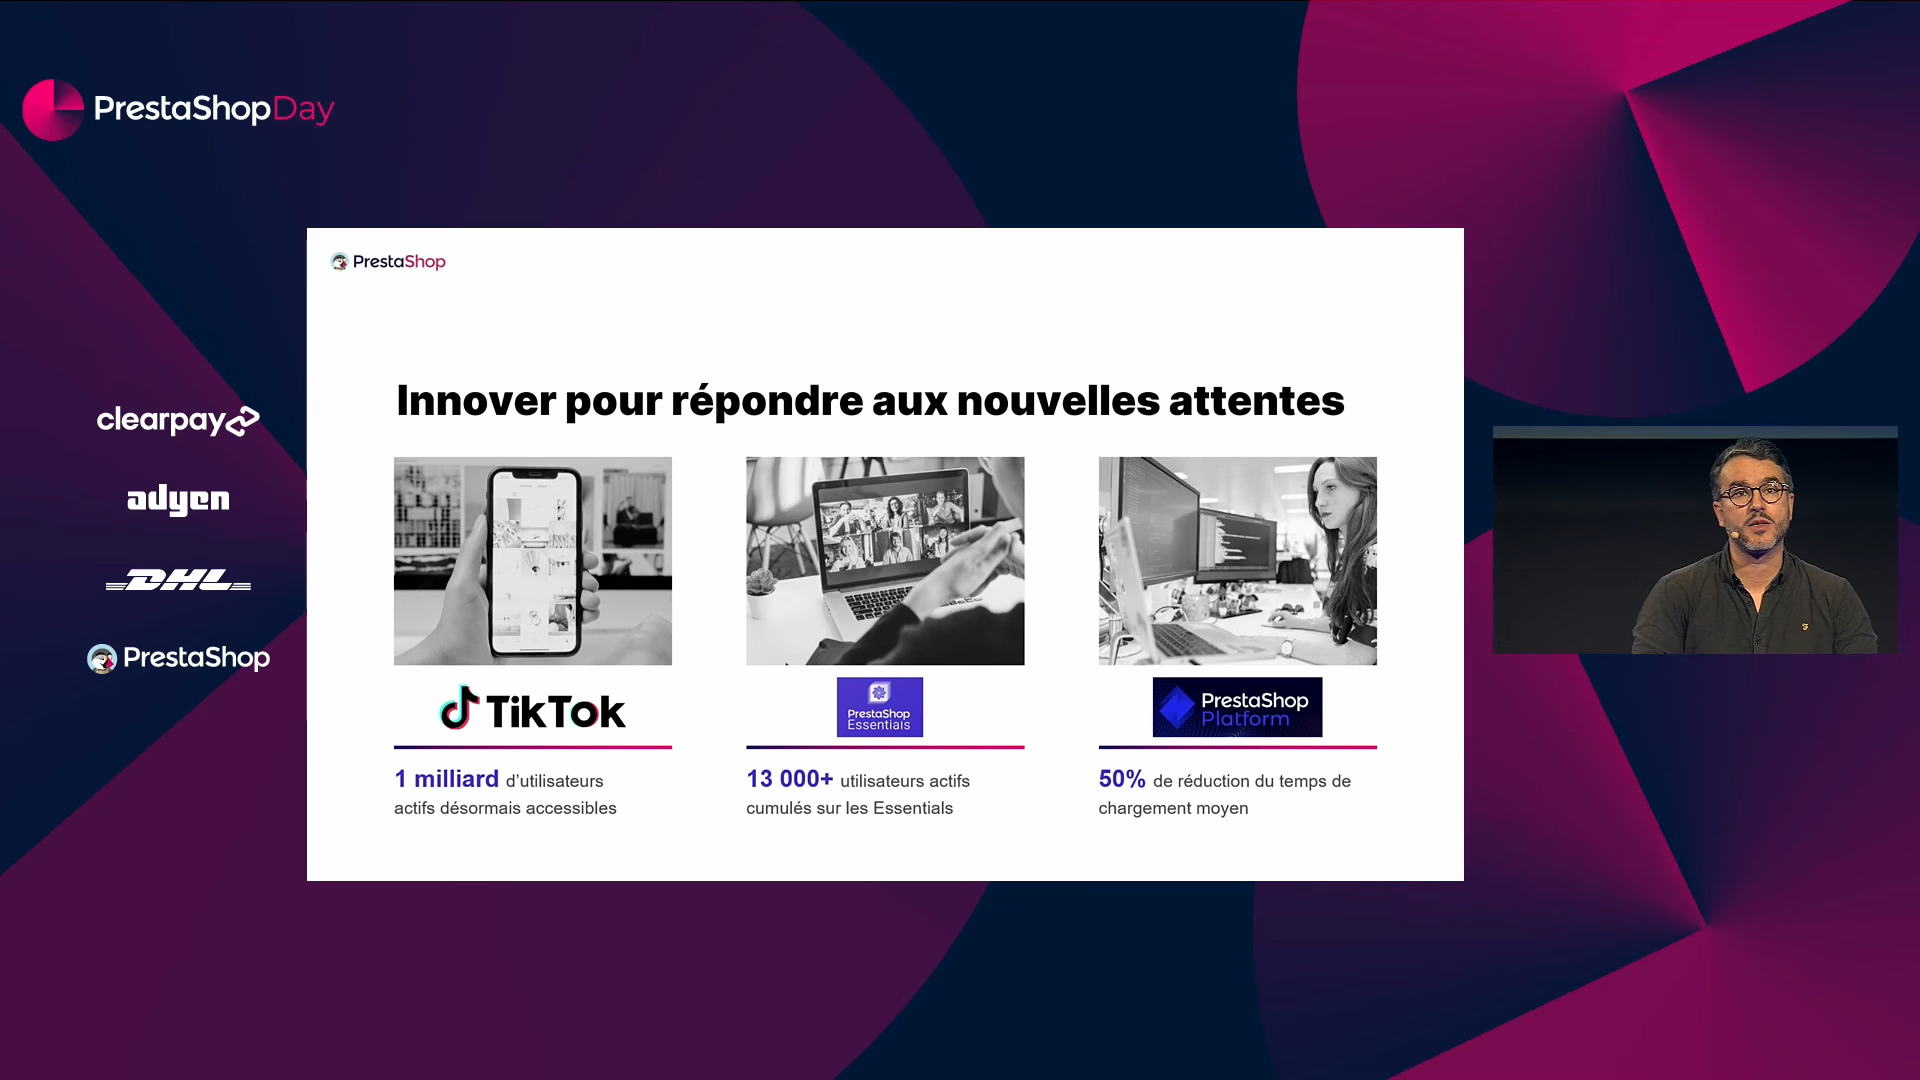 PrestaShopDay
clearpay
adyen
DHL
PrestaShop
PrestaShop
Innover pour répondre aux nouvelles attentes
TikTok
1 milliard d’utilisateurs
actifs désormais accessibles
PrestaShop
Essentials
13 000+ utilisateurs actifs
cumulés sur les Essentials
PrestaShop
Platform
50% de réduction du temps de
chargement moyen